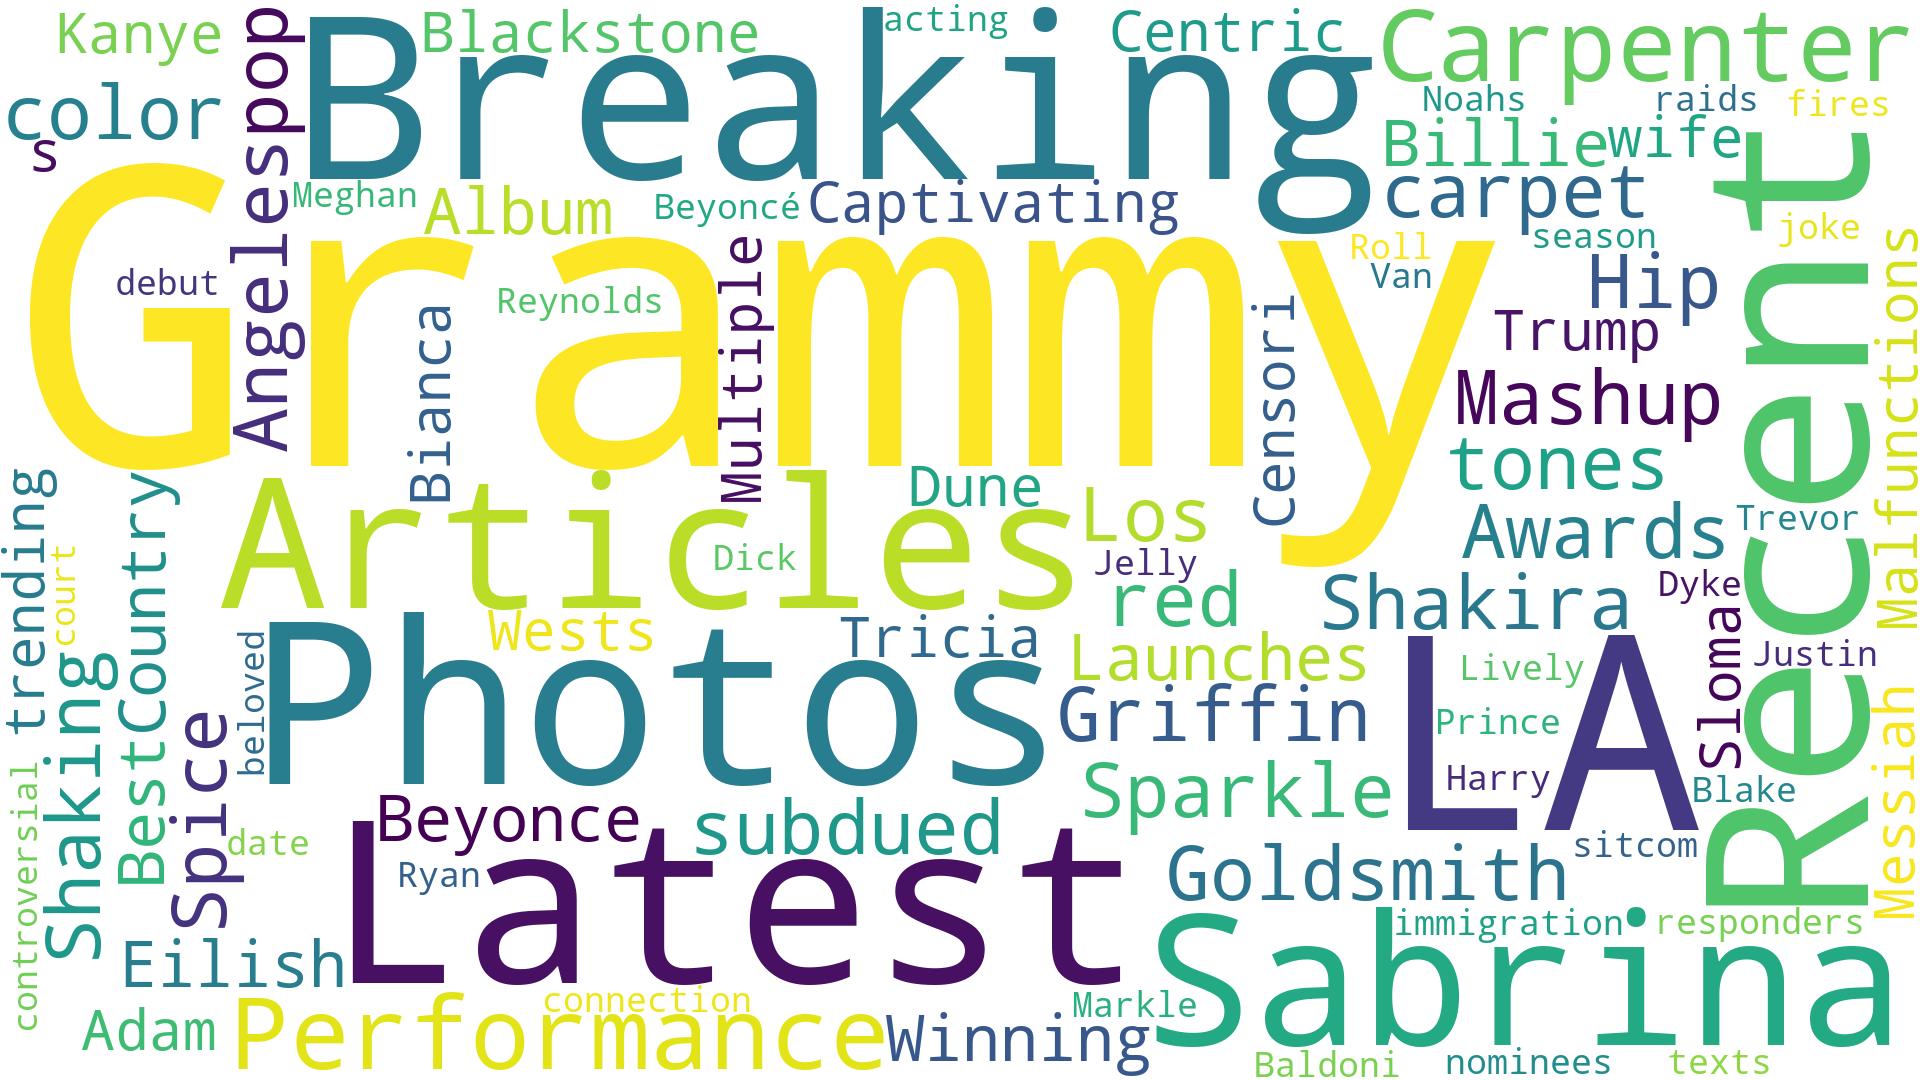 Kanye
Angelespop
Breaking
Blackstone
acting
Centric
Carpenter
color
s
Noahs
raids
fires
Billie
wife
Recent
Grammy
Meghan
Album
Beyoncé
Captivating
carpet
debut
Reynolds
Multiple
Bianca
Censori
Roll
Van
season
joke
Hip
Trump
Malfunctions
Mashup
tones
trending
court
BestCountry
Articles
Dune
Los
Dick
Jelly
Awards
Trevor
red
Shakira
Dyke
Sloma
Justin
Wests
Tricia
Launches
LA
Lively
Shaking
beloved
Photos
Griffin
Prince
Messiah
Spice
Sparkle
Harry
Blake
controversial
date
Beyonce
subdued
Ryan
Latest
Goldsmith
sitcom
Eilish
Sabrina
immigration
responders
Adam
Performance
connection
Winning
Markle
Baldoni
nominees
texts